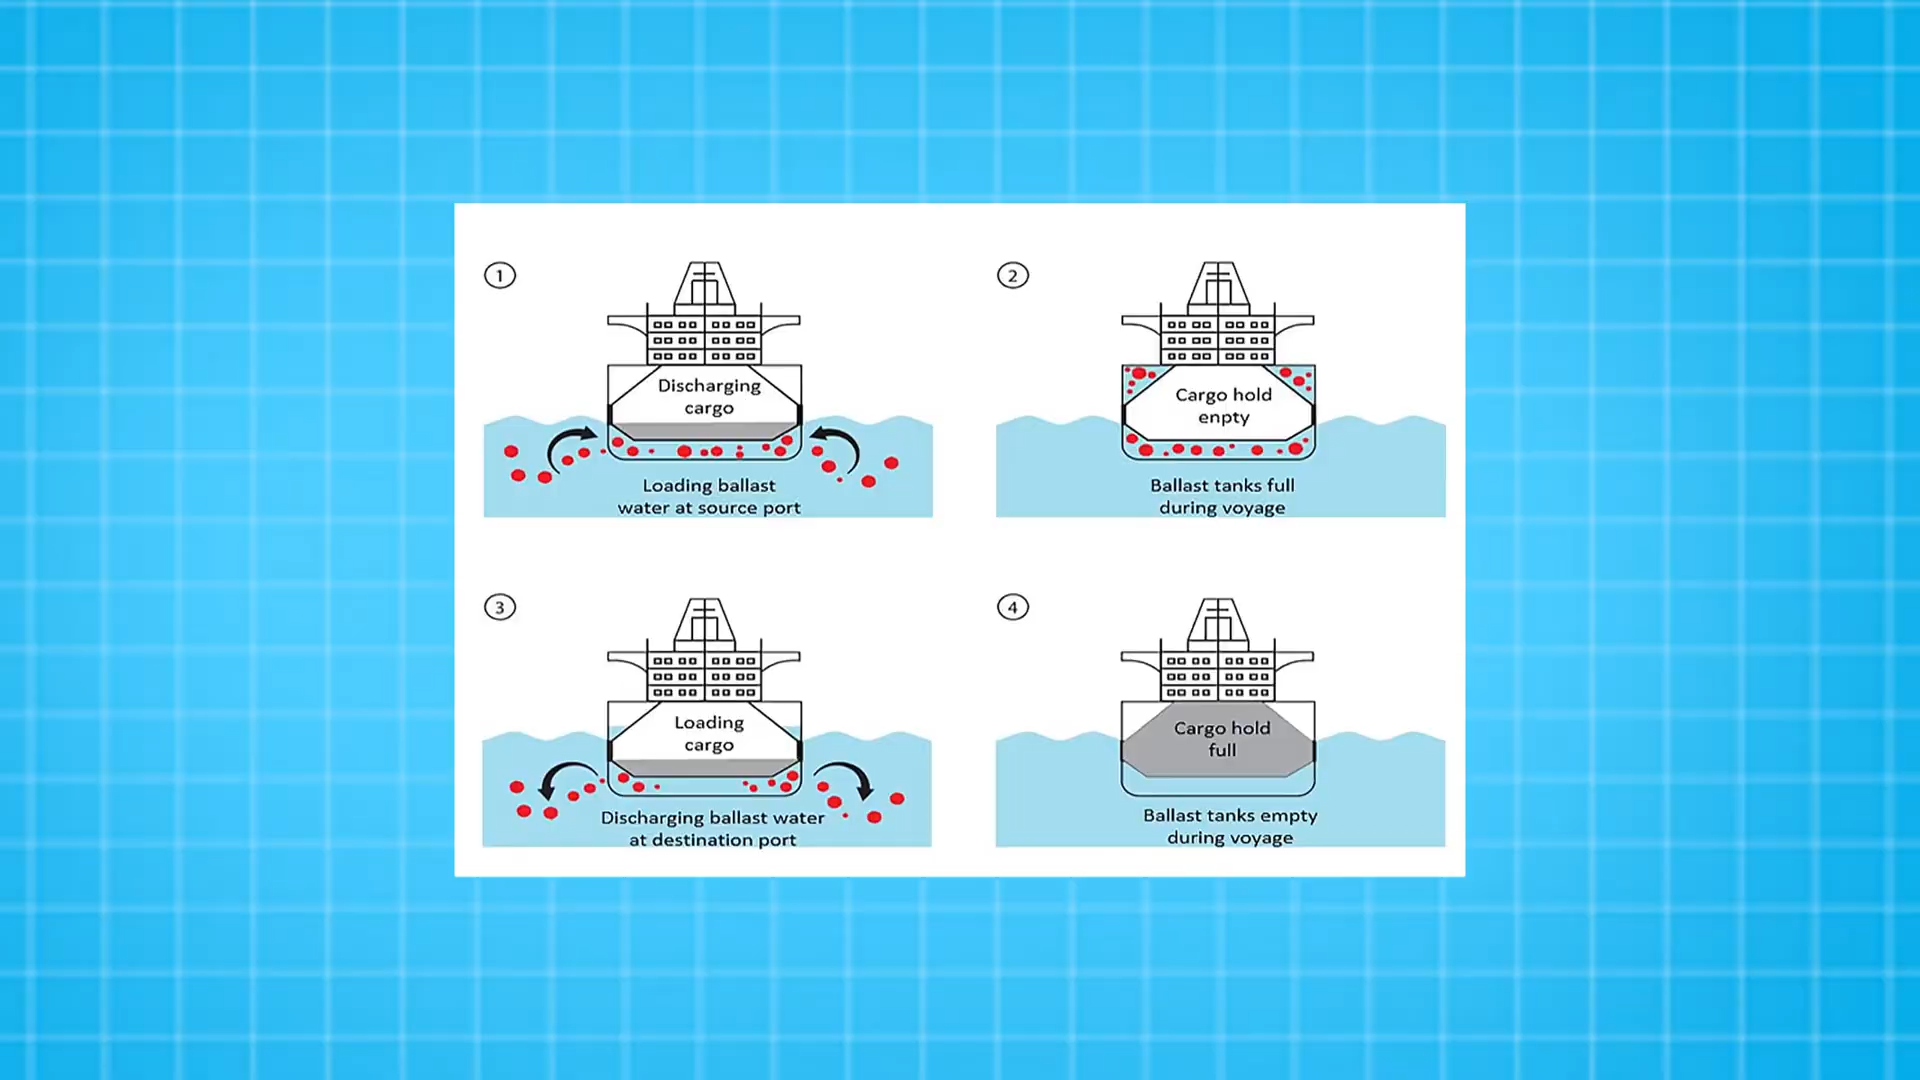 1
Discharging
cargo
Loading ballast
water at source port
2
Cargo hold
enpty
Ballast tanks full
during voyage
3
Loading
cargo
Discharging ballast water
at destination port
4
Cargo hold
full
Ballast tanks empty
during voyage